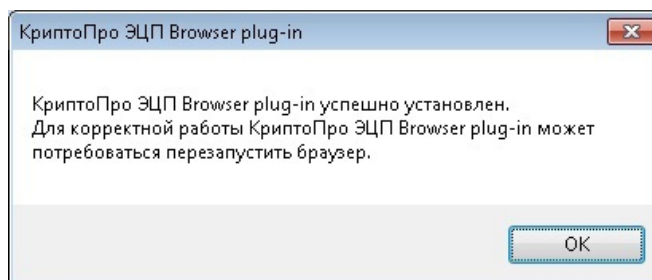 КриптоПро ЭЦП Browser plug-in
КриптоПро ЭЦП Browser plug-in успешно установлен.
Для корректной работы КриптоПро ЭЦП Browser plug-in может
потребоваться перезапустить браузер.
OK